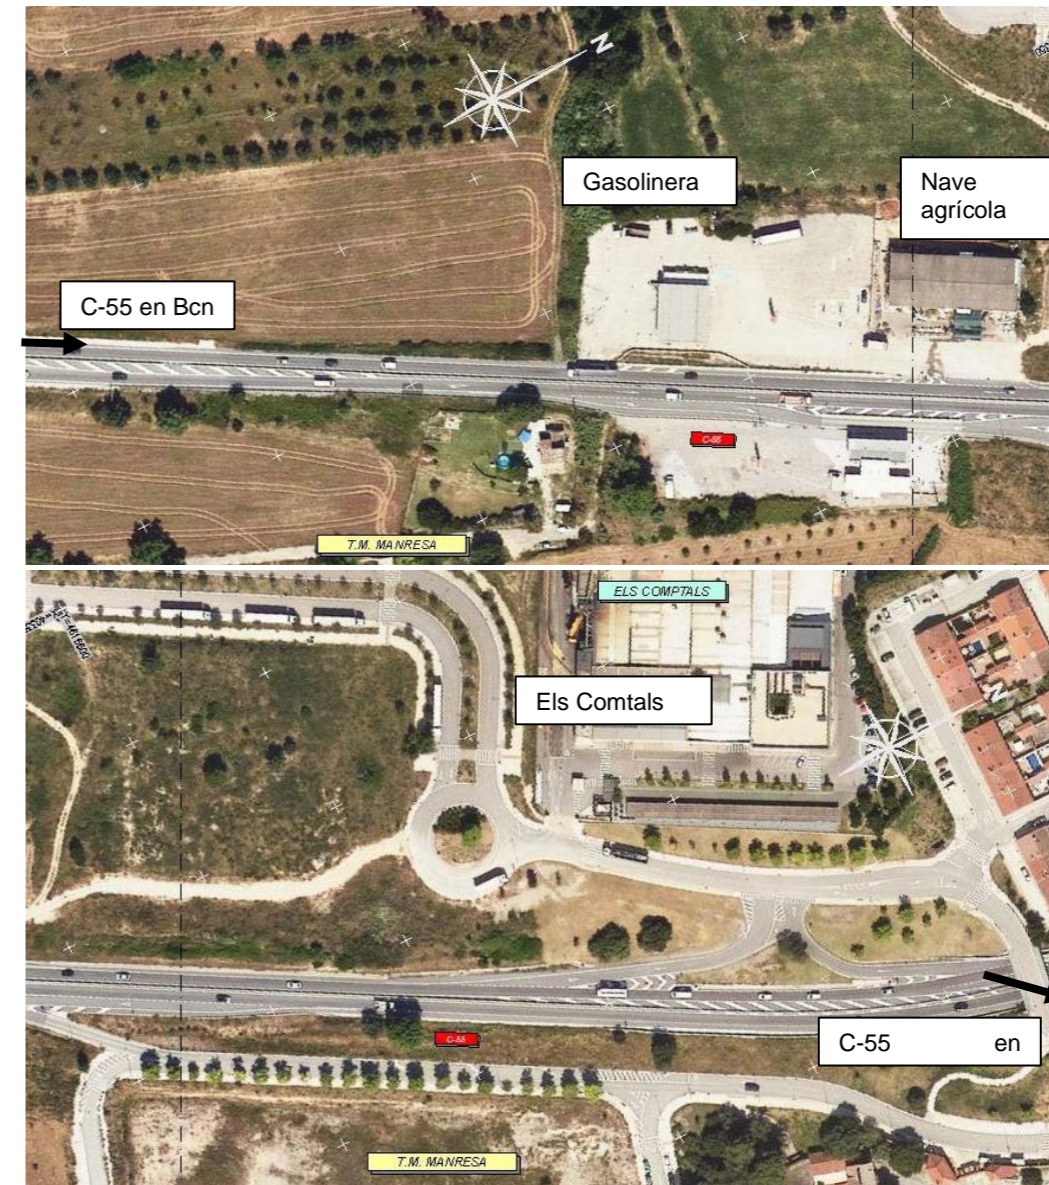 N
Gasolinera
Nave
agrícola
C-55 en Bcn
C-55
T.M. MANRESA
ELS COMPTALS
Els Comtals
N
C-55
C-55 en
T.M. MANRESA